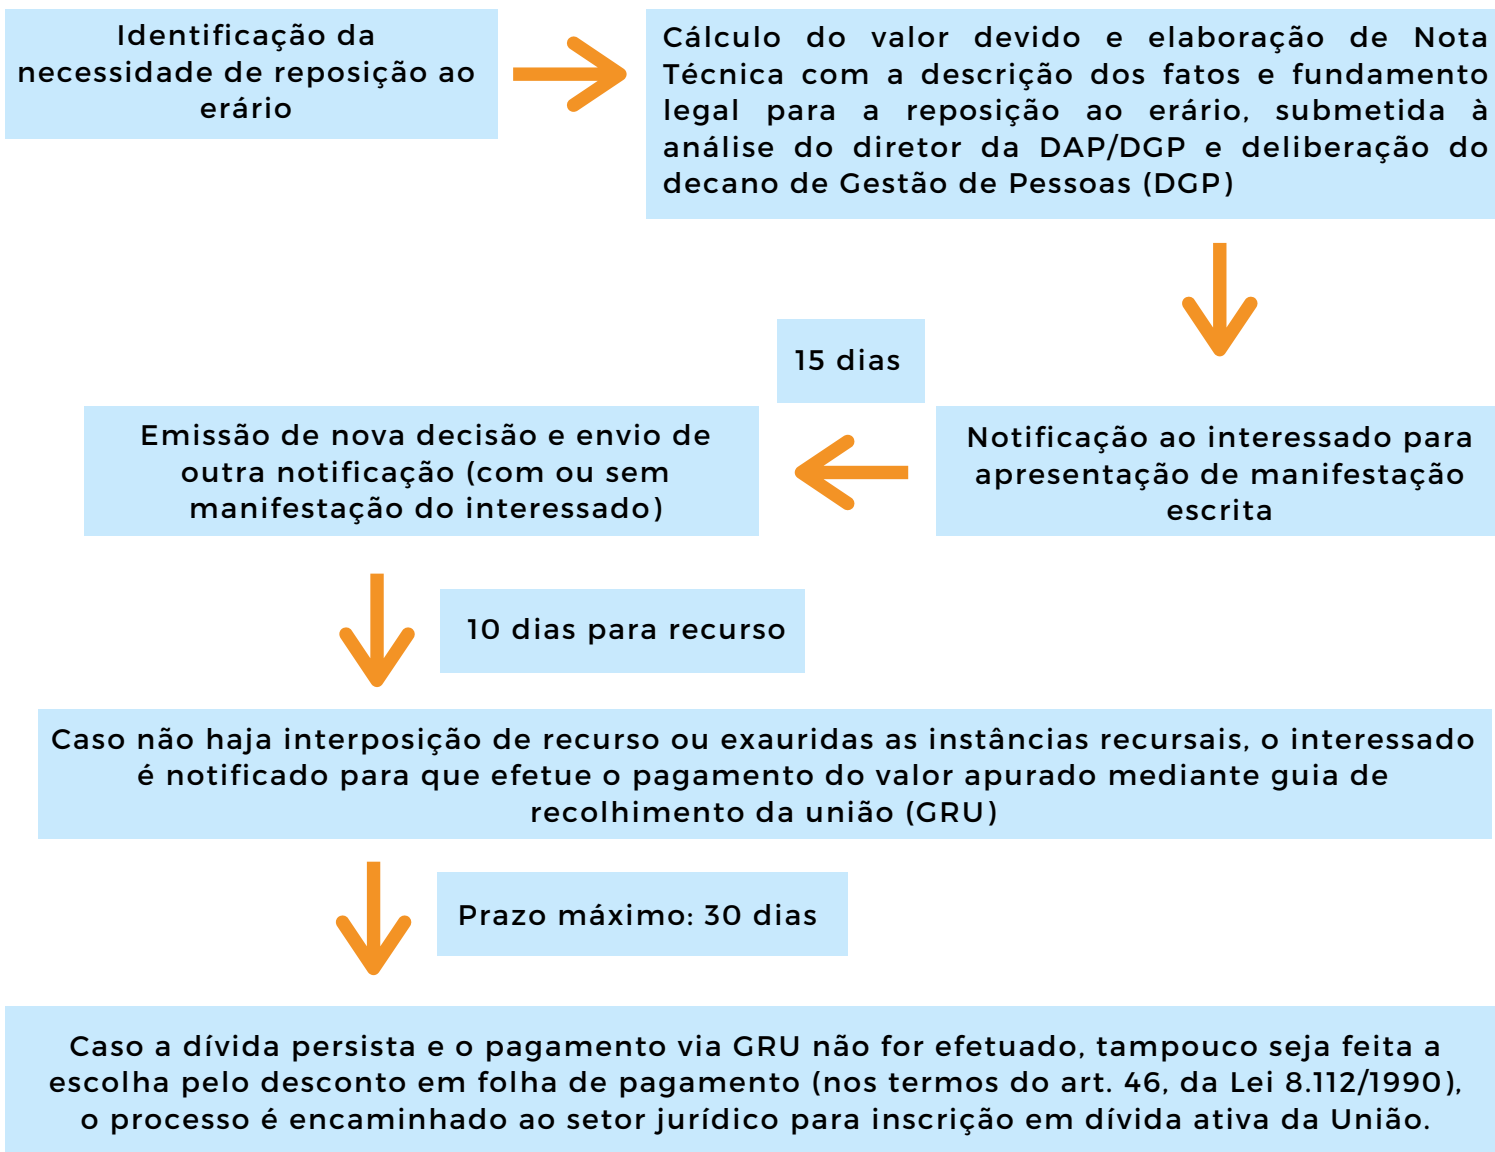 Identificação da
necessidade de reposição ao
erário
Cálculo do valor devido e elaboração de Nota
Técnica com a descrição dos fatos e fundamento
legal para a reposição ao erário, submetida à
análise do diretor da DAP/DGP e deliberação do
decano de Gestão de Pessoas (DGP)
Notificação ao interessado para
apresentação de manifestação
escrita
15 dias
Emissão de nova decisão e envio de
outra notificação (com ou sem
manifestação do interessado)
10 dias para recurso
Caso não haja interposição de recurso ou exauridas as instâncias recursais, o interessado
é notificado para que efetue o pagamento do valor apurado mediante guia de
recolhimento da união (GRU)
Prazo máximo: 30 dias
Caso a dívida persista e o pagamento via GRU não for efetuado, tampouco seja feita a
escolha pelo desconto em folha de pagamento (nos termos do art. 46, da Lei 8.112/1990),
o processo é encaminhado ao setor jurídico para inscrição em dívida ativa da União.